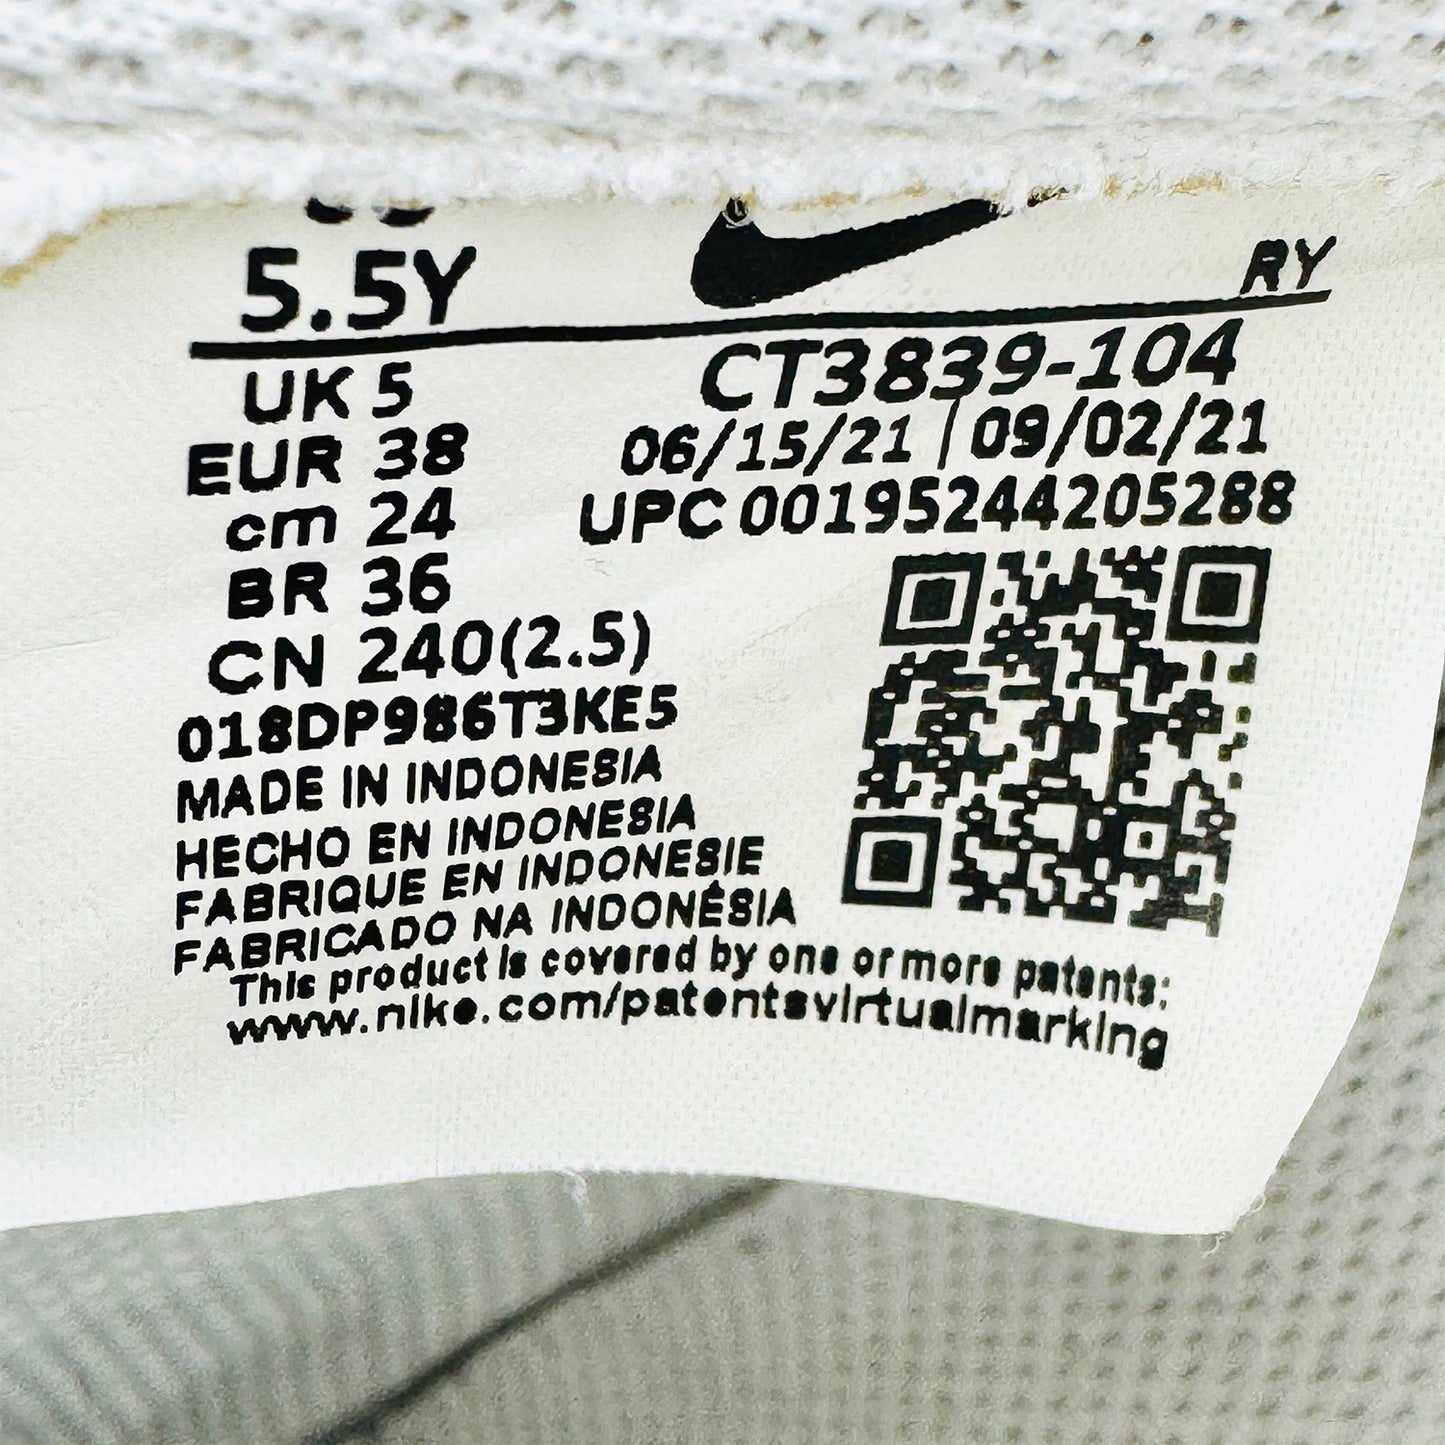 5.5Y
RY
UK 5
EUR 38
cm 24
BR 36
CN 240(2.5)
CT3839-104
06/15/21 | 09/02/21
UPC 00195244205288
018DP986T3KE5
MADE IN INDONESIA
HECHO EN INDONESIA
FABRIQUE EN INDONESIE
FABRICADO NA INDONÉSIA
This product is covered by one or more patents:
www.nike.com/patentsvirtualmarking